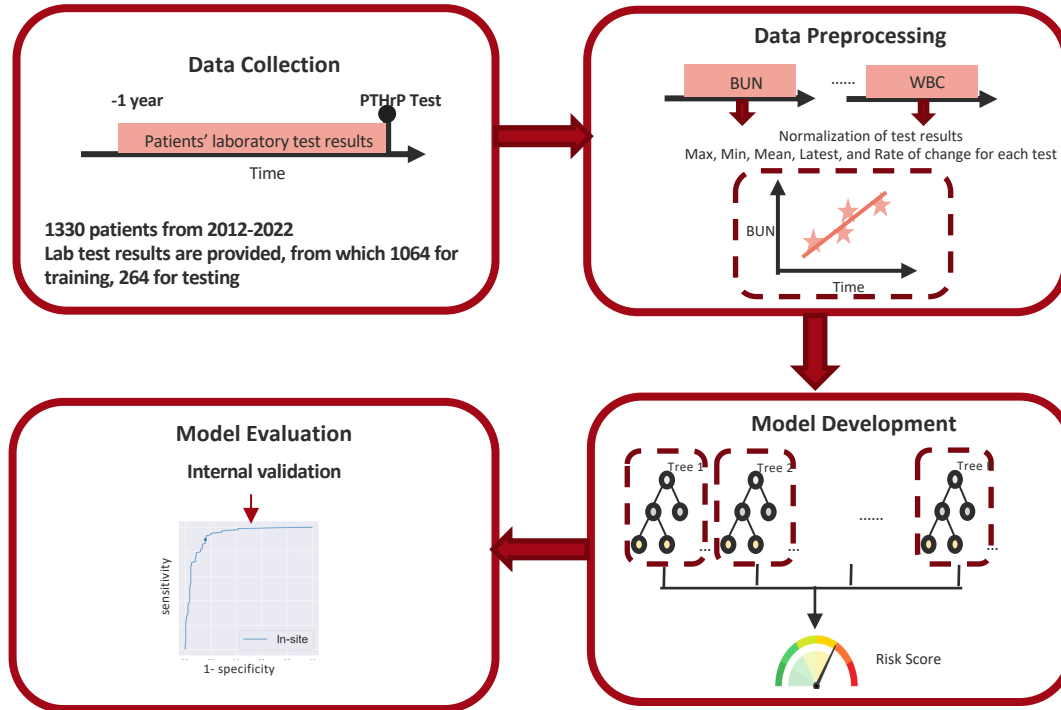 Data Collection
-1 year
PTHrP Test
Patients' laboratory test results
Time
1330 patients from 2012-2022
Lab test results are provided, from which 1064 for
training, 264 for testing
Data Preprocessing
BUN
......
WBC
Normalization of test results
Max, Min, Mean, Latest, and Rate of change for each test
BUN
Time
Model Evaluation
Internal validation
sensitivity
In-site
1- specificity
Model Development
Tree 1
Tree 2
Tree
...
...
......
...
Risk Score